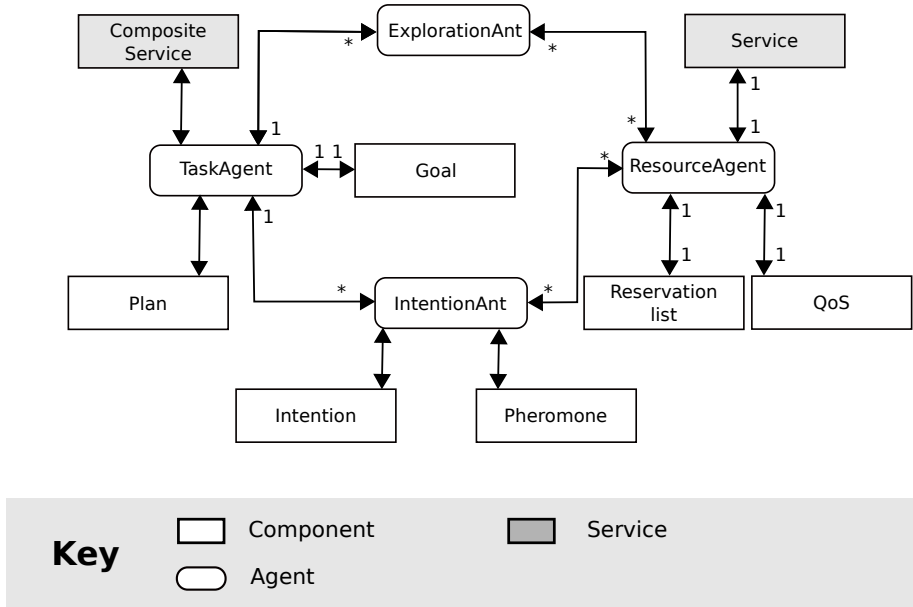 Composite
Service
ExplorationAnt
Service
*
*
1
1
1
*
1 1
*
TaskAgent
Goal
ResourceAgent
1
1
1
1
1
*
*
Plan
IntentionAnt
Reservation
list
QoS
Intention
Pheromone
Key
Component
Service
Agent